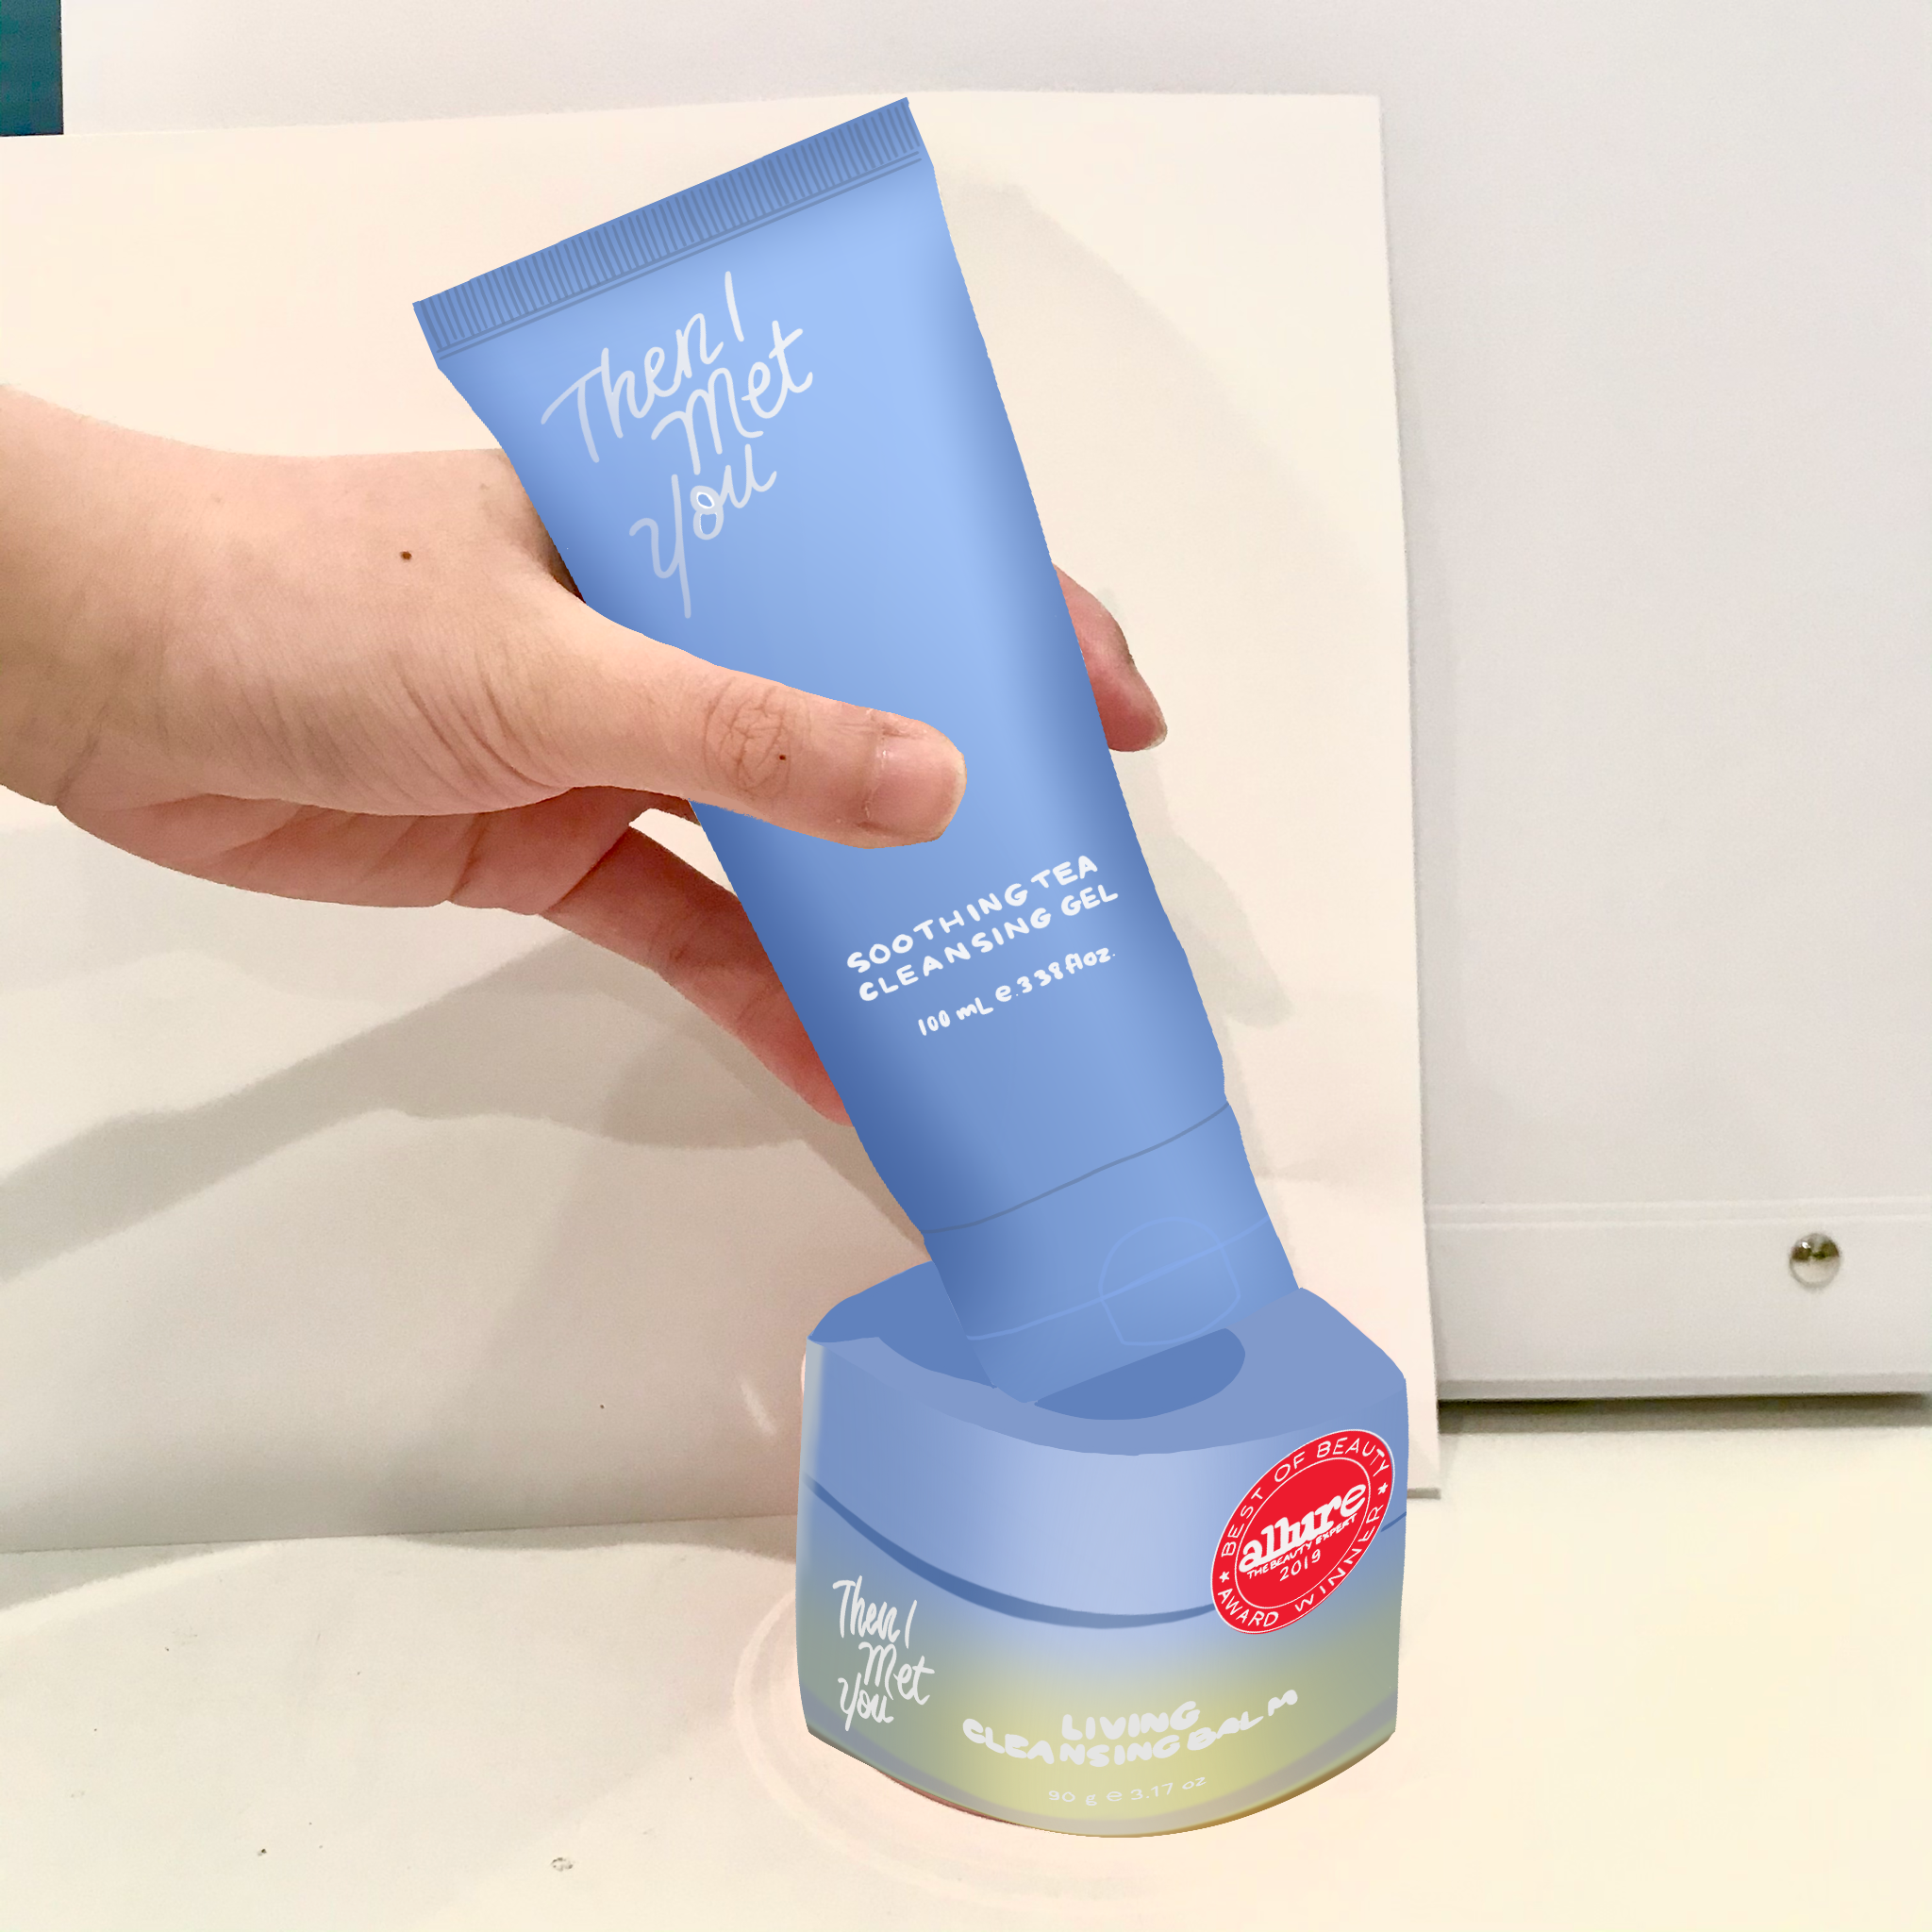 Then I
Met
You
SOOTHING TEA
CLEANSING GEL
100 mL e.3 38 fl oz.
BEST OF BEAUTY
allure
THE BEAUTY EXPERT
2019
AWARD WINNER
Then I
Met
You
LIVING
CLEANSING BALM
90 g e 3.17 oz